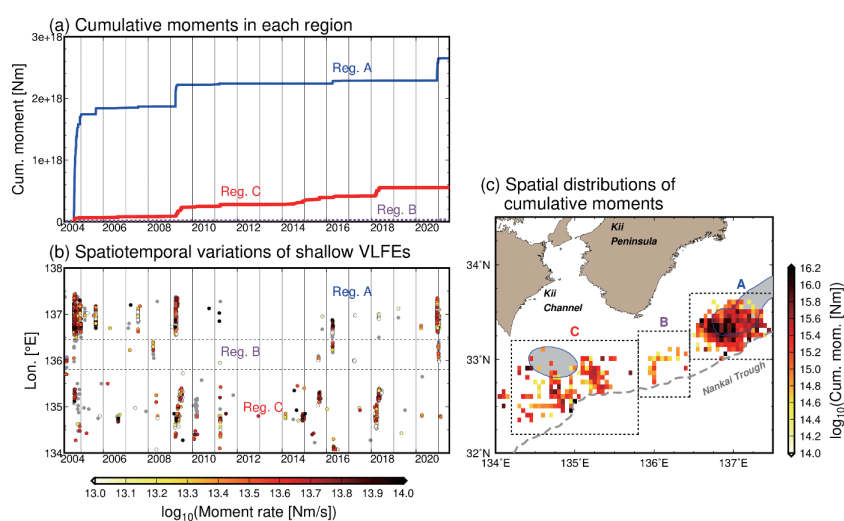 (a) Cumulative moments in each region
3e+18
2e+18
1e+18
0
Cum. moment [Nm]
Reg. A
Reg. C
Reg. B
2004 2006 2008 2010 2012 2014 2016 2018 2020
(b) Spatiotemporal variations of shallow VLFEs
138
137
136
135
134
Lon. [°E]
Reg. A
Reg. B
Reg. C
2004 2006 2008 2010 2012 2014 2016 2018 2020
13.0 13.1 13.2 13.3 13.4 13.5 13.6 13.7 13.8 13.9 14.0
log10(Moment rate [Nm/s])
(c) Spatial distributions of
cumulative moments
34˚N
33˚N
32˚N
134˚E 135˚E 136˚E 137˚E
Kii
Peninsula
Kii
Channel
A
B
C
Nankai Trough
16.2
16.0
15.8
15.6
15.4
15.2
15.0
14.8
14.6
14.4
14.2
14.0
log10(Cum. mom. [Nm])